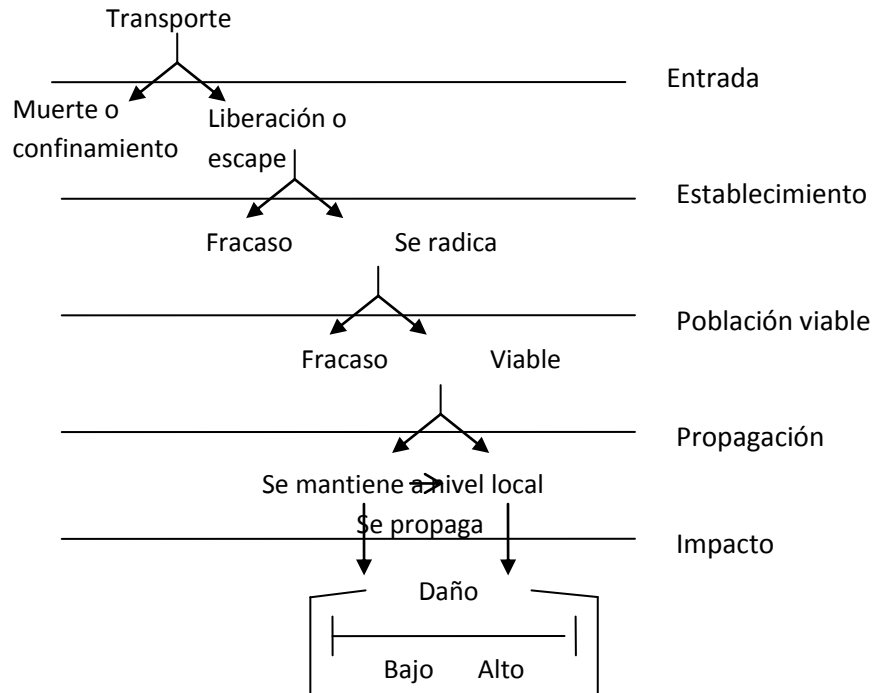 Transporte
Entrada
Muerte o
confinamiento
Liberación o
escape
Establecimiento
Fracaso Se radica
Población viable
Fracaso Viable
Propagación
Se mantiene a nivel local
Se propaga
Impacto
Daño
Bajo Alto